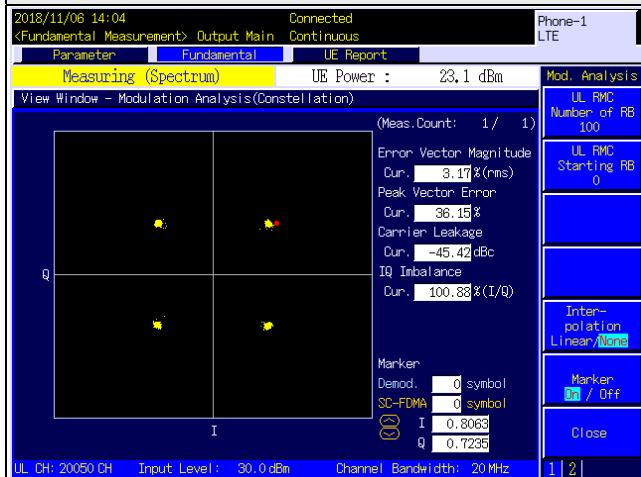 2018/11/06 14:04 Connected Phone-1
<Fundamental Measurement> Output Main Continuous LTE
Parameter Fundamental UE Report
Measuring (Spectrum) UE Power : 23.1 dBm Mod. Analysis
View Window - Modulation Analysis(Constellation)
UL RMC
Number of RB
100
(Meas.Count: 1/ 1)
Error Vector Magnitude
Cur. 3.17 %(rms)
Peak Vector Error
Cur. 36.15 %
Carrier Leakage
Cur. -45.42 dBc
IQ Imbalance
Cur. 100.88 %(I/Q)
UL RMC
Starting RB
0
Q
I
Inter-
polation
Linear/None
Marker
Demod. 0 symbol
SC-FDMA 0 symbol
I 0.8063
Q 0.7235
Marker
On / Off
Close
UL CH: 20050 CH Input Level: 30.0 dBm Channel Bandwidth: 20 MHz 1 2